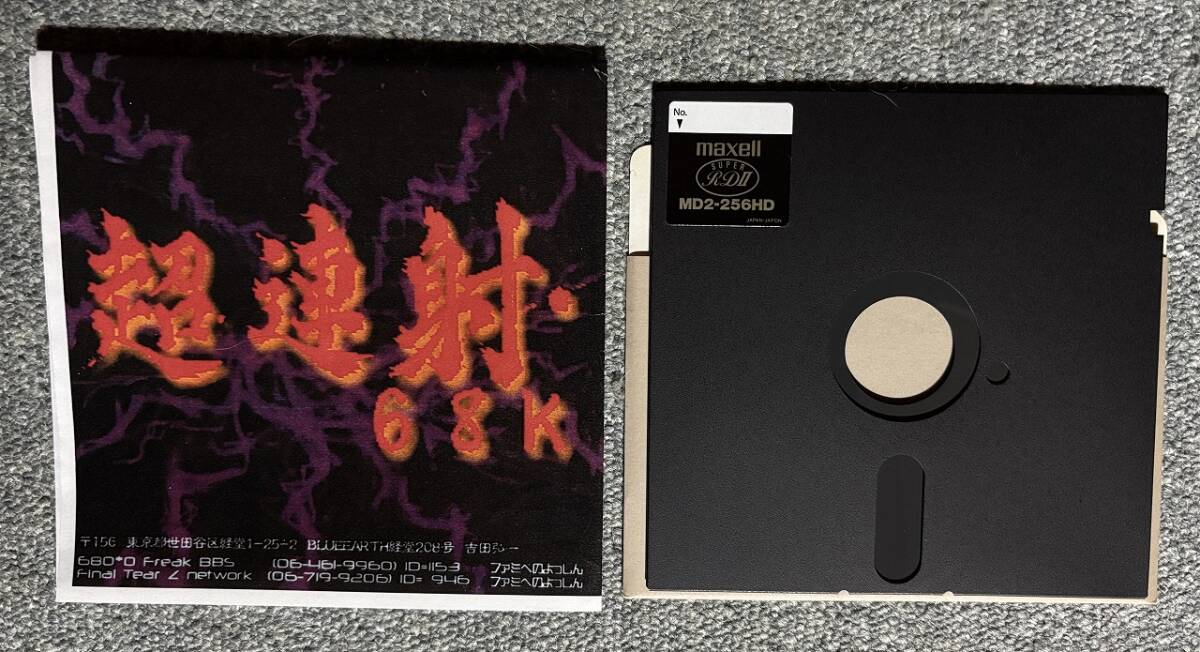 超連射
68K
〒156 東京都世田谷区経堂1-25-2 BLUEEARTH経堂208号 吉田弘一
680*0 Freak BBS (06-461-9960) ID=1153 ファミべのよっしん
Final Tear ∠ network (06-719-9206) ID= 946 ファミべのよっしん
No.
▼
maxell
SUPER
RDII
MD2-256HD
JAPAN/JAPON